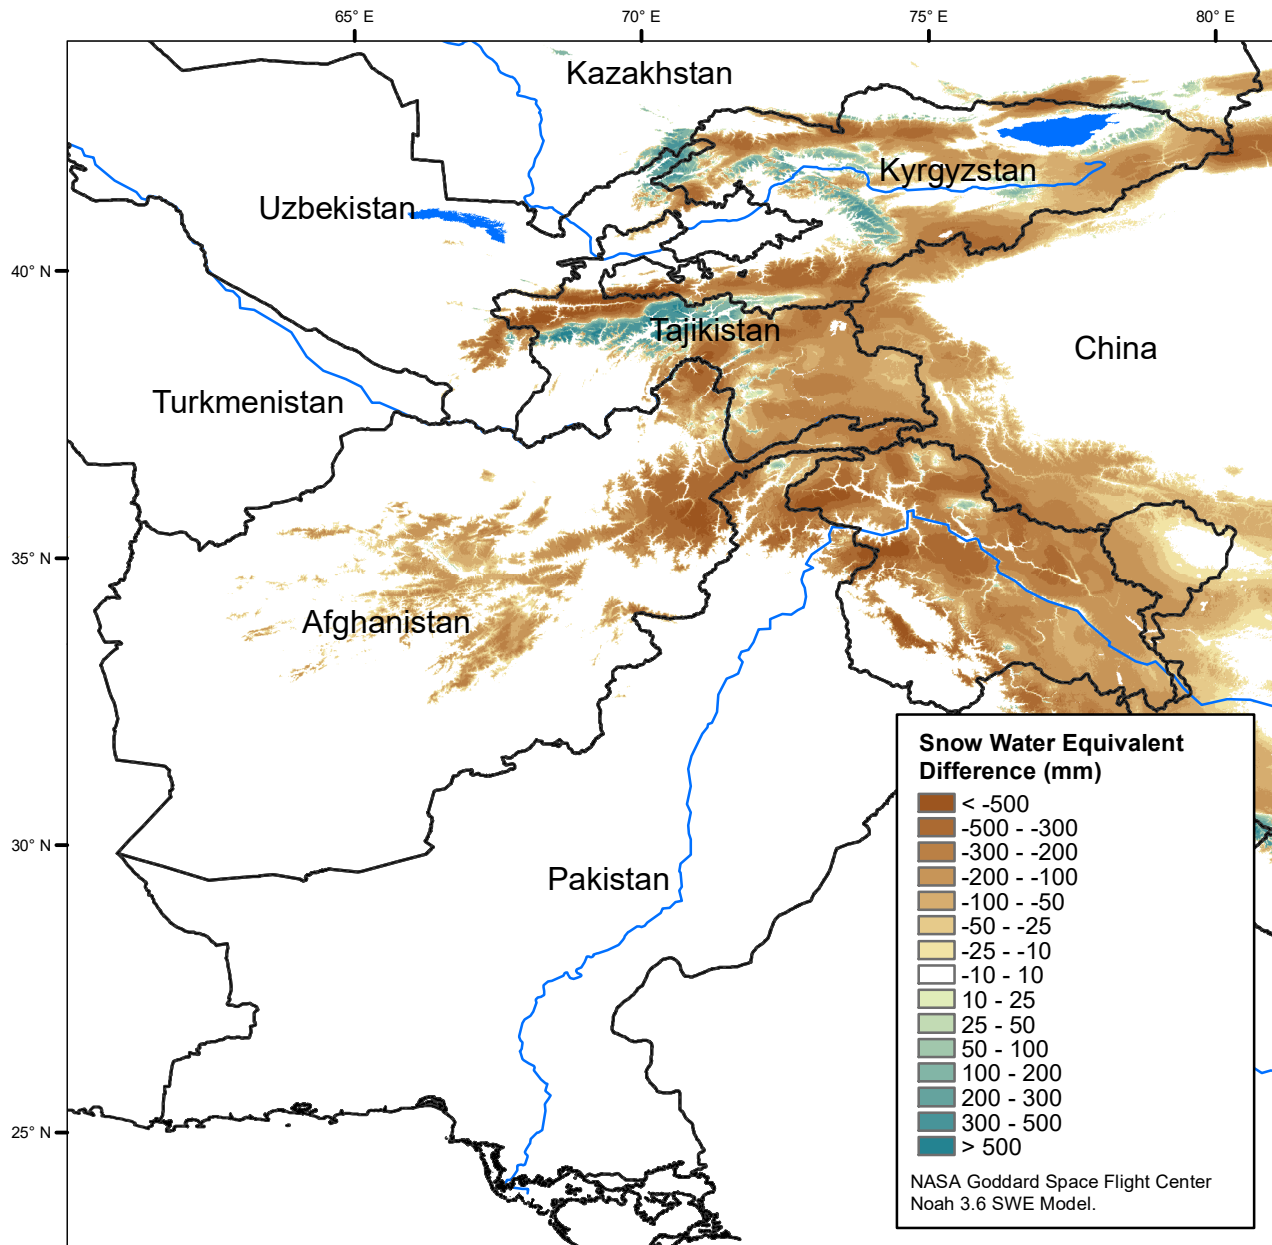 65° E
70° E
75° E
80° E
Kazakhstan
Kyrgyzstan
Uzbekistan
40° N
Tajikistan
China
Turkmenistan
35° N
Afghanistan
Snow Water Equivalent
Difference (mm)
< -500
-500 - -300
-300 - -200
-200 - -100
-100 - -50
-50 - -25
-25 - -10
-10 - 10
10 - 25
25 - 50
50 - 100
100 - 200
200 - 300
300 - 500
> 500
NASA Goddard Space Flight Center
Noah 3.6 SWE Model.
30° N
Pakistan
25° N